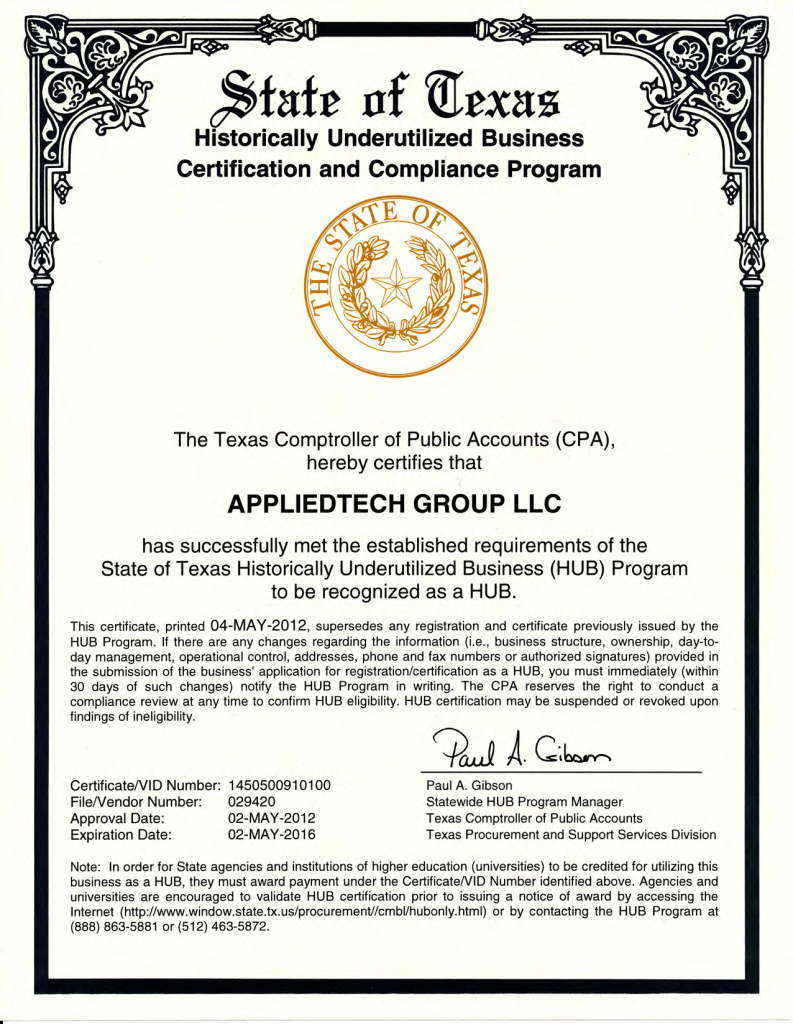 State of Texas
Historically Underutilized Business
Certification and Compliance Program
THE STATE OF TEXAS
The Texas Comptroller of Public Accounts (CPA),
hereby certifies that
APPLIEDTECH GROUP LLC
has successfully met the established requirements of the
State of Texas Historically Underutilized Business (HUB) Program
to be recognized as a HUB.
This certificate, printed 04-MAY-2012, supersedes any registration and certificate previously issued by the
HUB Program. If there are any changes regarding the information (i.e., business structure, ownership, day-to-
day management, operational control, addresses, phone and fax numbers or authorized signatures) provided in
the submission of the business' application for registration/certification as a HUB, you must immediately (within
30 days of such changes) notify the HUB Program in writing. The CPA reserves the right to conduct a
compliance review at any time to confirm HUB eligibility. HUB certification may be suspended or revoked upon
findings of ineligibility.
Paul A. Gibson
Certificate/VID Number: 1450500910100
File/Vendor Number: 029420
Approval Date: 02-MAY-2012
Expiration Date: 02-MAY-2016
Paul A. Gibson
Statewide HUB Program Manager
Texas Comptroller of Public Accounts
Texas Procurement and Support Services Division
Note: In order for State agencies and institutions of higher education (universities) to be credited for utilizing this
business as a HUB, they must award payment under the Certificate/VID Number identified above. Agencies and
universities are encouraged to validate HUB certification prior to issuing a notice of award by accessing the
Internet (http://www.window.state.tx.us/procurement//cmbl/hubonly.html) or by contacting the HUB Program at
(888) 863-5881 or (512) 463-5872.